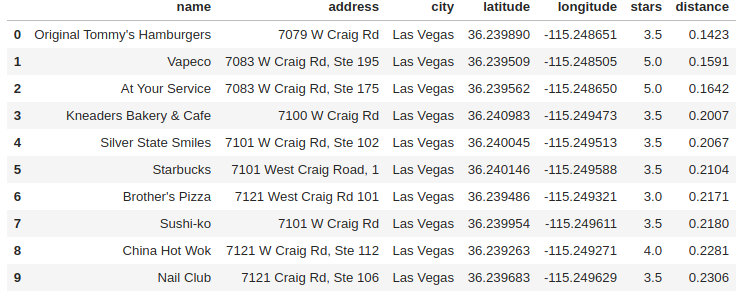 name address city latitude longitude stars distance
0 Original Tommy's Hamburgers 7079 W Craig Rd Las Vegas 36.239890 -115.248651 3.5 0.1423
1 Vapeco 7083 W Craig Rd, Ste 195 Las Vegas 36.239509 -115.248505 5.0 0.1591
2 At Your Service 7083 W Craig Rd, Ste 175 Las Vegas 36.239562 -115.248650 5.0 0.1642
3 Kneaders Bakery & Cafe 7100 W Craig Rd Las Vegas 36.240983 -115.249473 3.5 0.2007
4 Silver State Smiles 7101 W Craig Rd, Ste 102 Las Vegas 36.240045 -115.249513 3.5 0.2067
5 Starbucks 7101 West Craig Road, 1 Las Vegas 36.240146 -115.249588 3.5 0.2104
6 Brother's Pizza 7121 West Craig Rd 101 Las Vegas 36.239486 -115.249321 3.0 0.2171
7 Sushi-ko 7101 W Craig Rd Las Vegas 36.239954 -115.249611 3.5 0.2180
8 China Hot Wok 7121 W Craig Rd, Ste 112 Las Vegas 36.239263 -115.249271 4.0 0.2281
9 Nail Club 7121 Craig Rd, Ste 106 Las Vegas 36.239683 -115.249629 3.5 0.2306